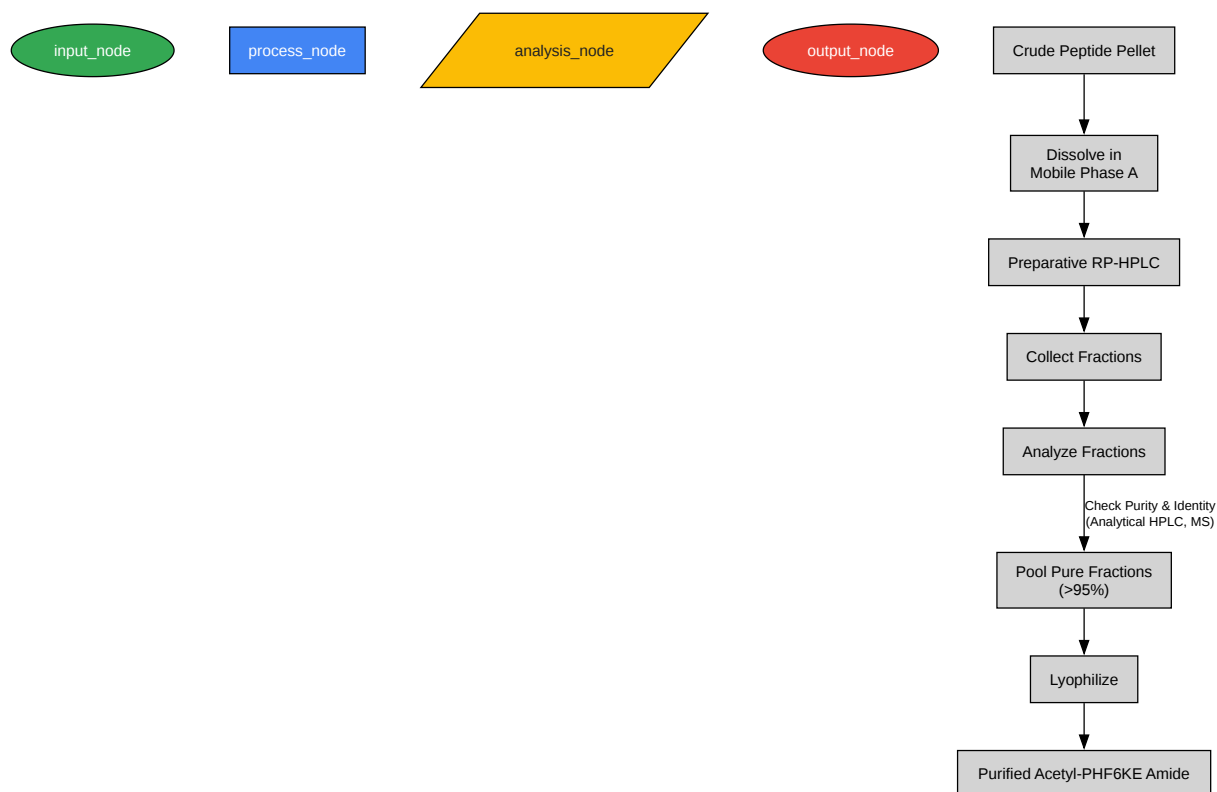 input_node
process_node
analysis_node
output_node
Crude Peptide Pellet
Dissolve in
Mobile Phase A
Preparative RP-HPLC
Collect Fractions
Analyze Fractions
Check Purity & Identity
(Analytical HPLC, MS)
Pool Pure Fractions
(>95%)
Lyophilize
Purified Acetyl-PHF6KE Amide